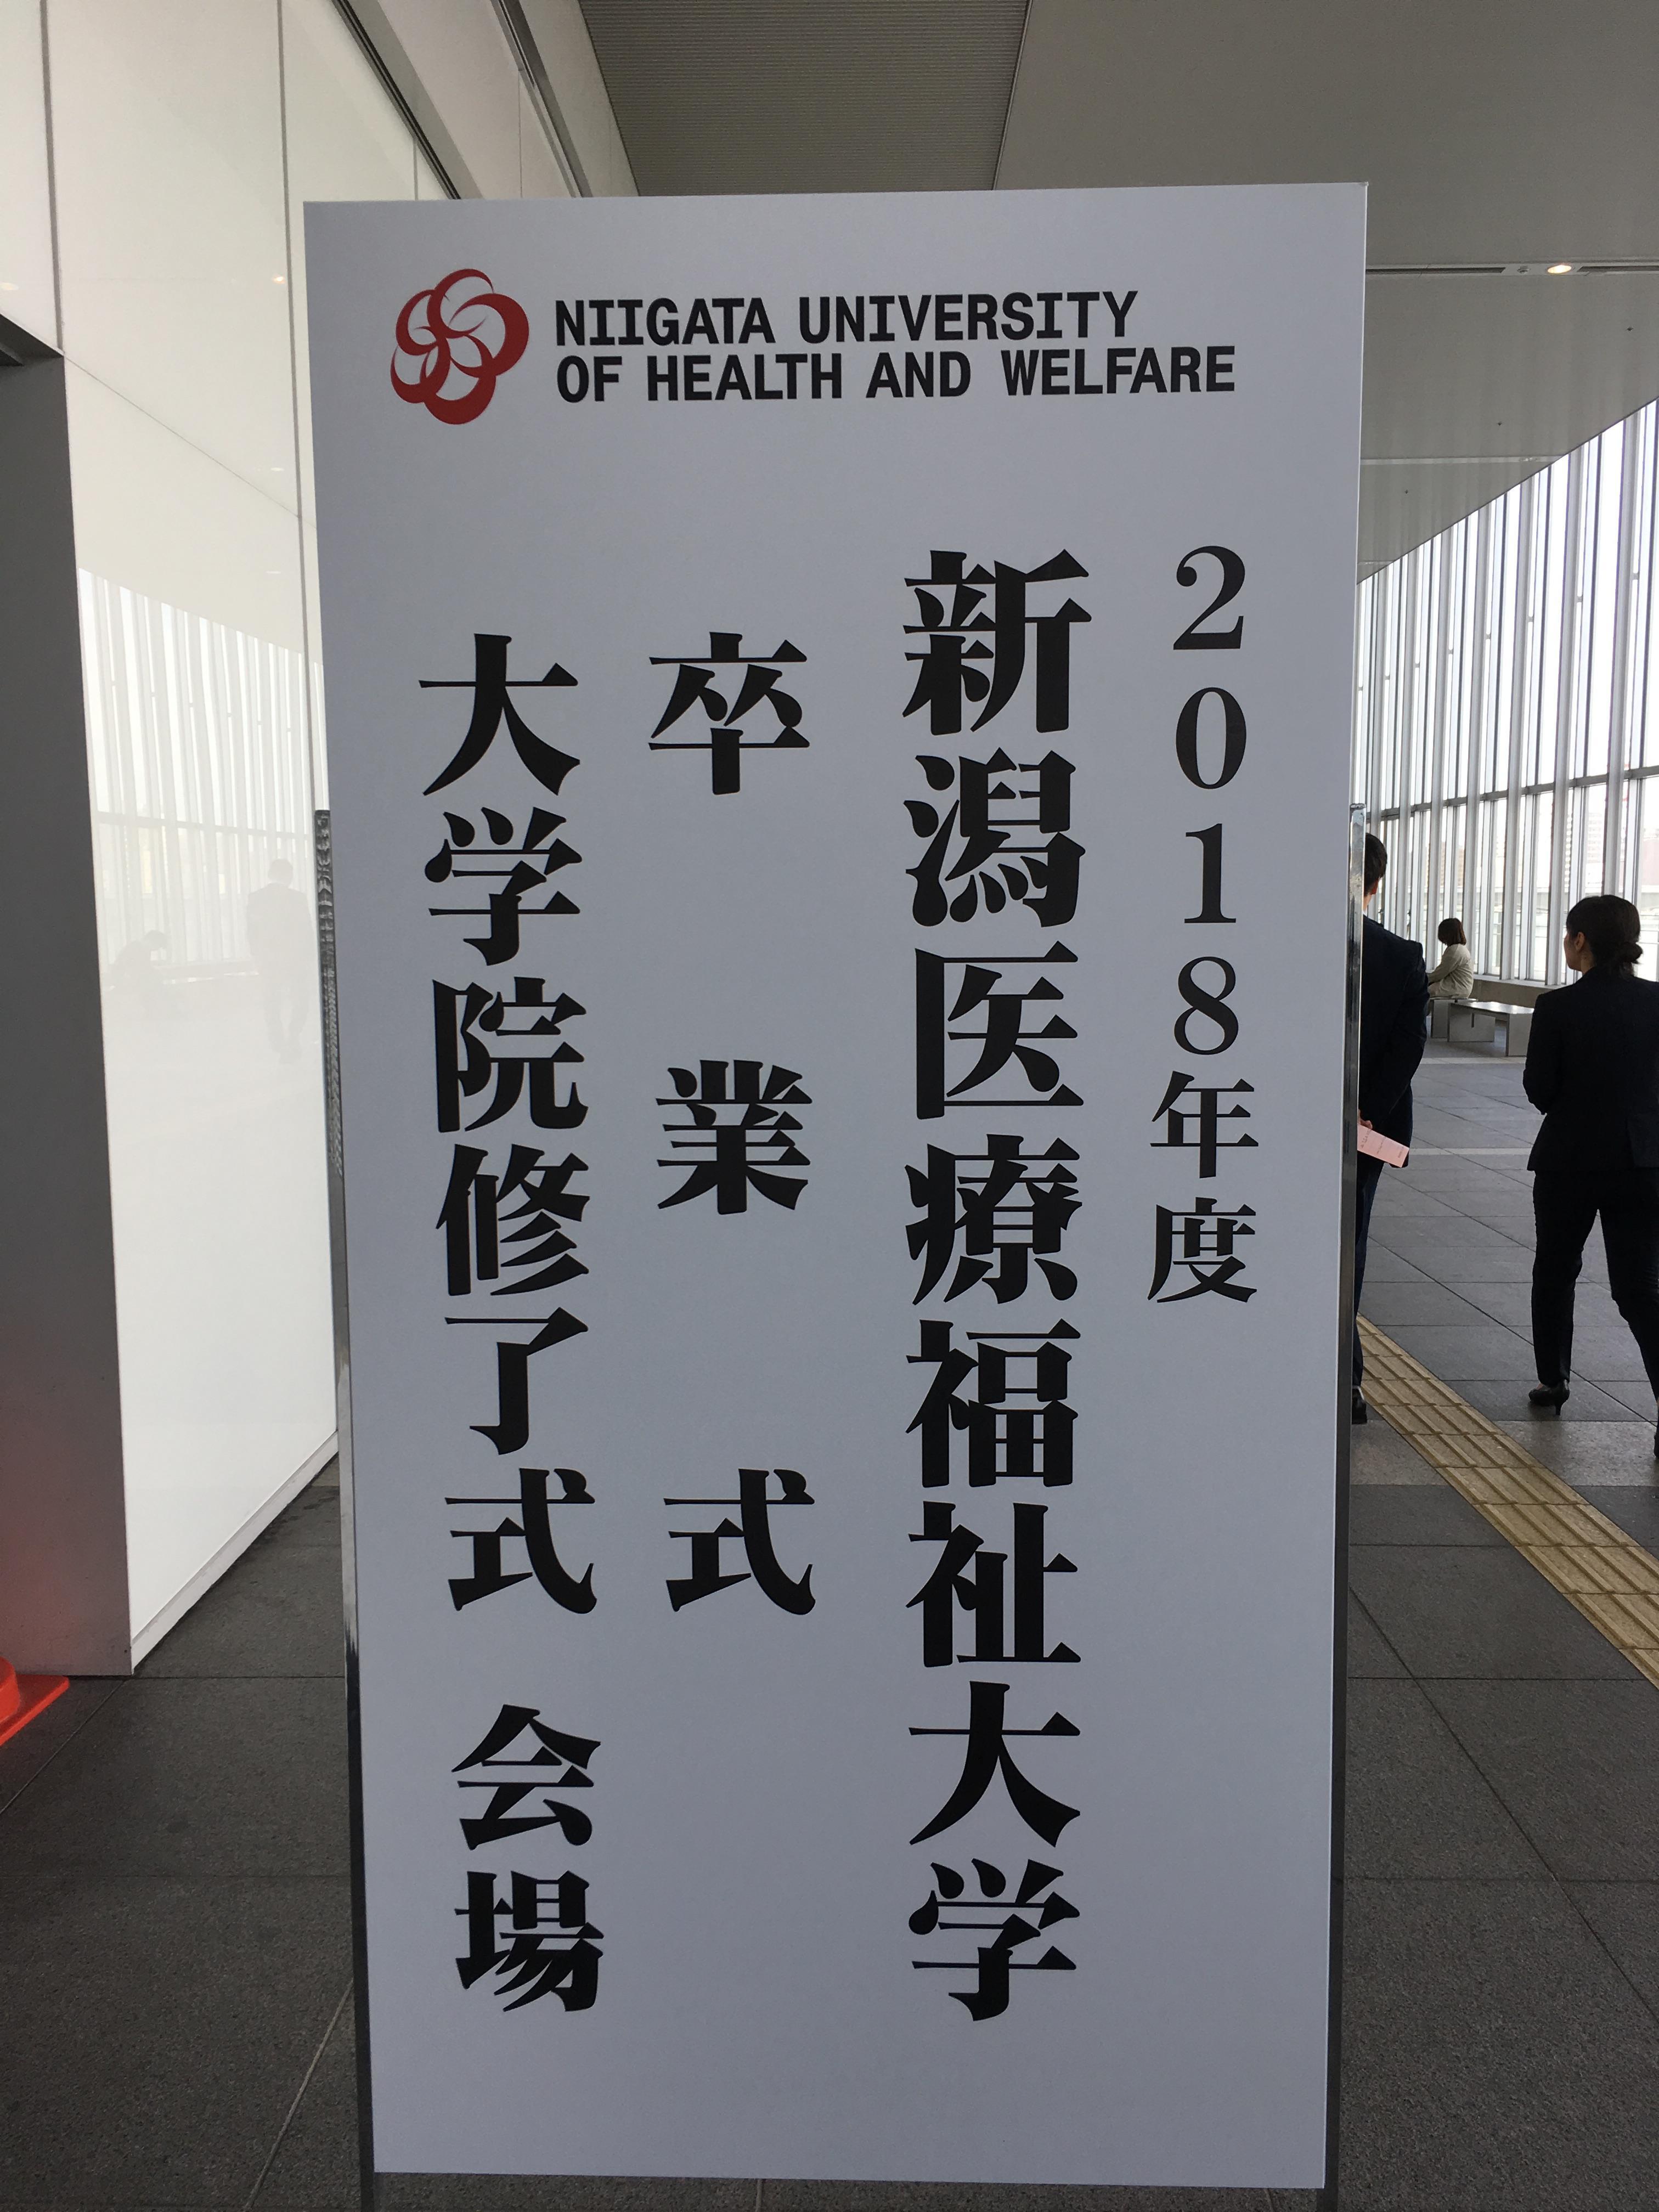 NIIGATA UNIVERSITY
OF HEALTH AND WELFARE
2018年度
新潟医療福祉大学
卒業式
大学院修了式 会場